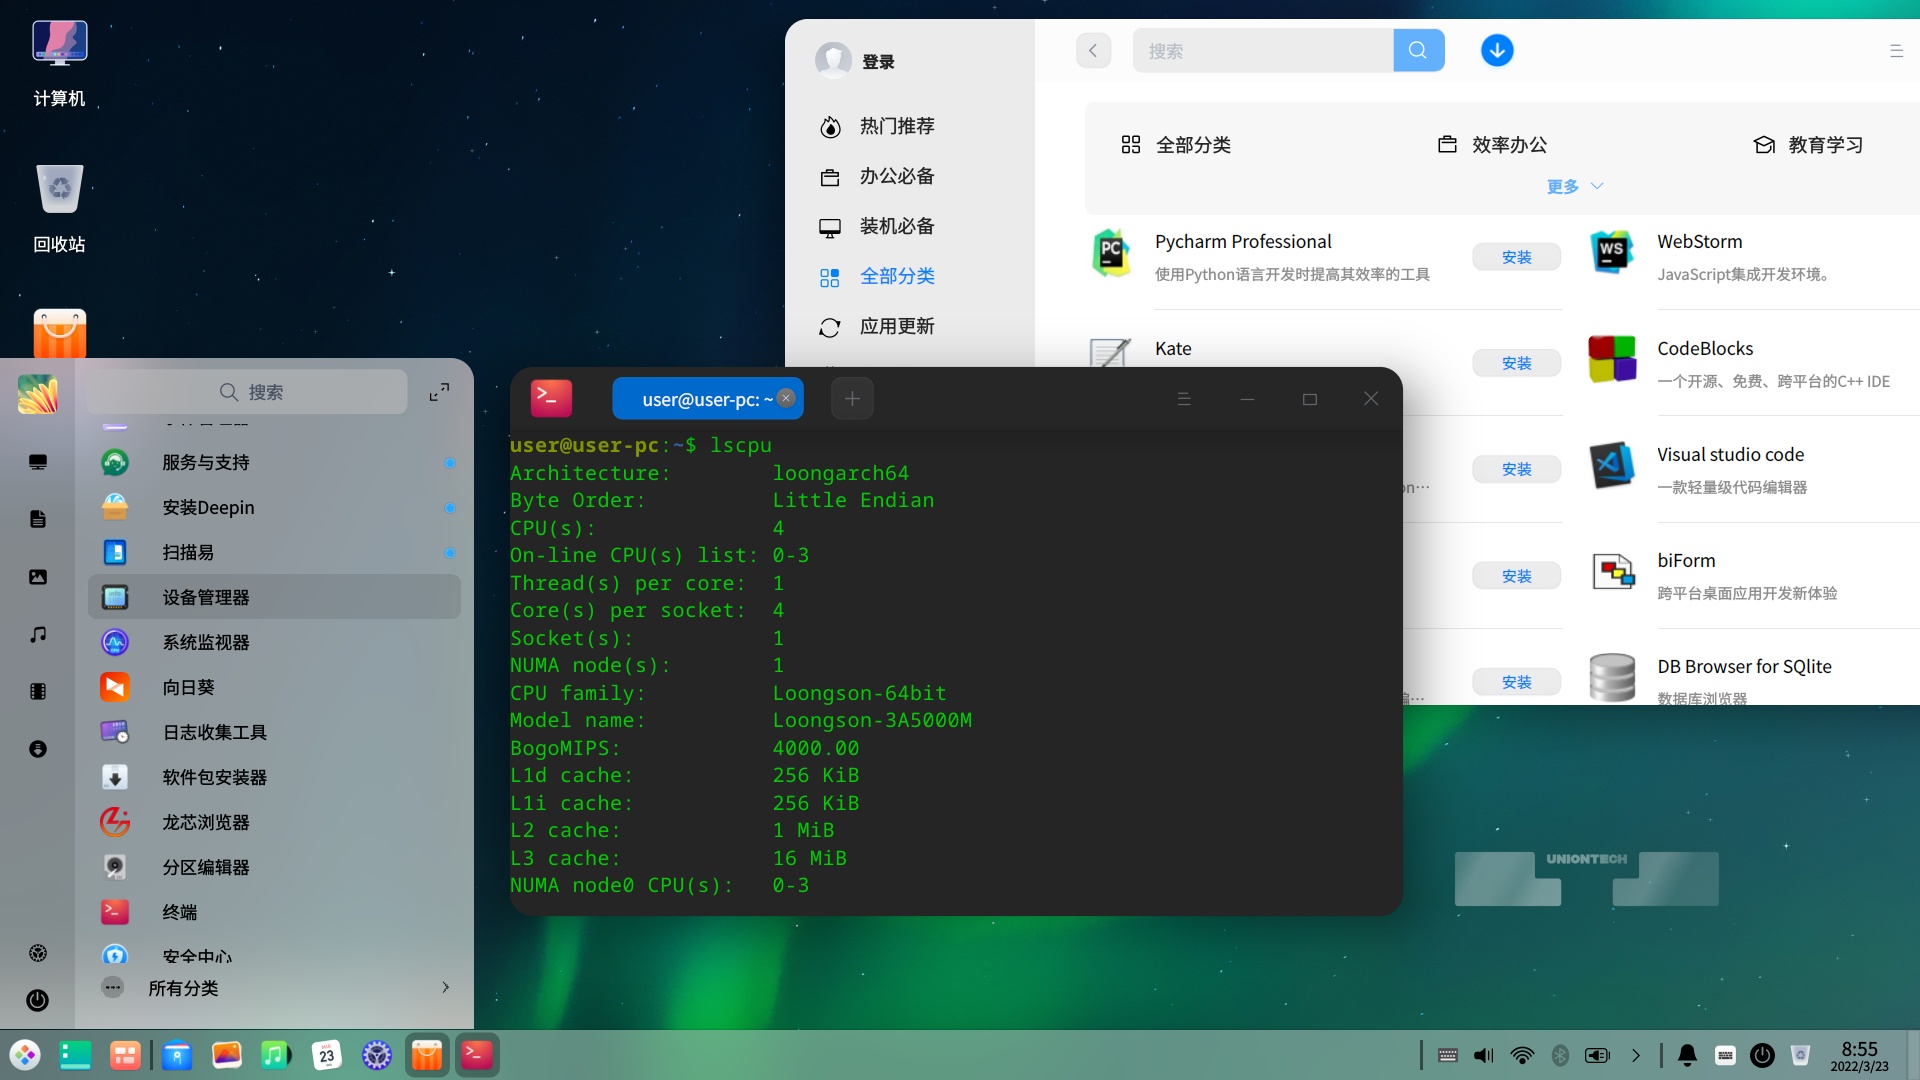 计算机
回收站
登录
热门推荐
办公必备
装机必备
全部分类
应用更新
搜索
全部分类
效率办公
教育学习
更多
Pycharm Professional
使用Python语言开发时提高其效率的工具
安装
WebStorm
JavaScript集成开发环境。
Kate
安装
CodeBlocks
一个开源、免费、跨平台的C++ IDE
on…
安装
Visual studio code
一款轻量级代码编辑器
安装
biForm
跨平台桌面应用开发新体验
安装
DB Browser for SQlite
数据库浏览器
搜索
服务与支持
安装Deepin
扫描易
设备管理器
系统监视器
向日葵
日志收集工具
软件包安装器
龙芯浏览器
分区编辑器
终端
安全中心
所有分类
user@user-pc: ~
user@user-pc:~$ lscpu
Architecture: loongarch64
Byte Order: Little Endian
CPU(s): 4
On-line CPU(s) list: 0-3
Thread(s) per core: 1
Core(s) per socket: 4
Socket(s): 1
NUMA node(s): 1
CPU family: Loongson-64bit
Model name: Loongson-3A5000M
BogoMIPS: 4000.00
L1d cache: 256 KiB
L1i cache: 256 KiB
L2 cache: 1 MiB
L3 cache: 16 MiB
NUMA node0 CPU(s): 0-3
UNIONTECH
23
8:55
2022/3/23